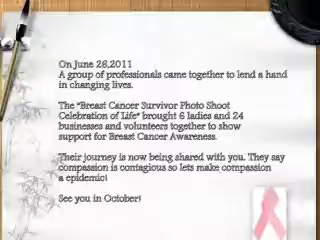 On June 26,2011
A group of professionals came together to lend a hand
in changing lives.
The "Breast Cancer Survivor Photo Shoot
Celebration of Life" brought 6 ladies and 24
businesses and volunteers together to show
support for Breast Cancer Awareness.
Their journey is now being shared with you. They say
compassion is contagious so lets make compassion
a epidemic!
See you in October!